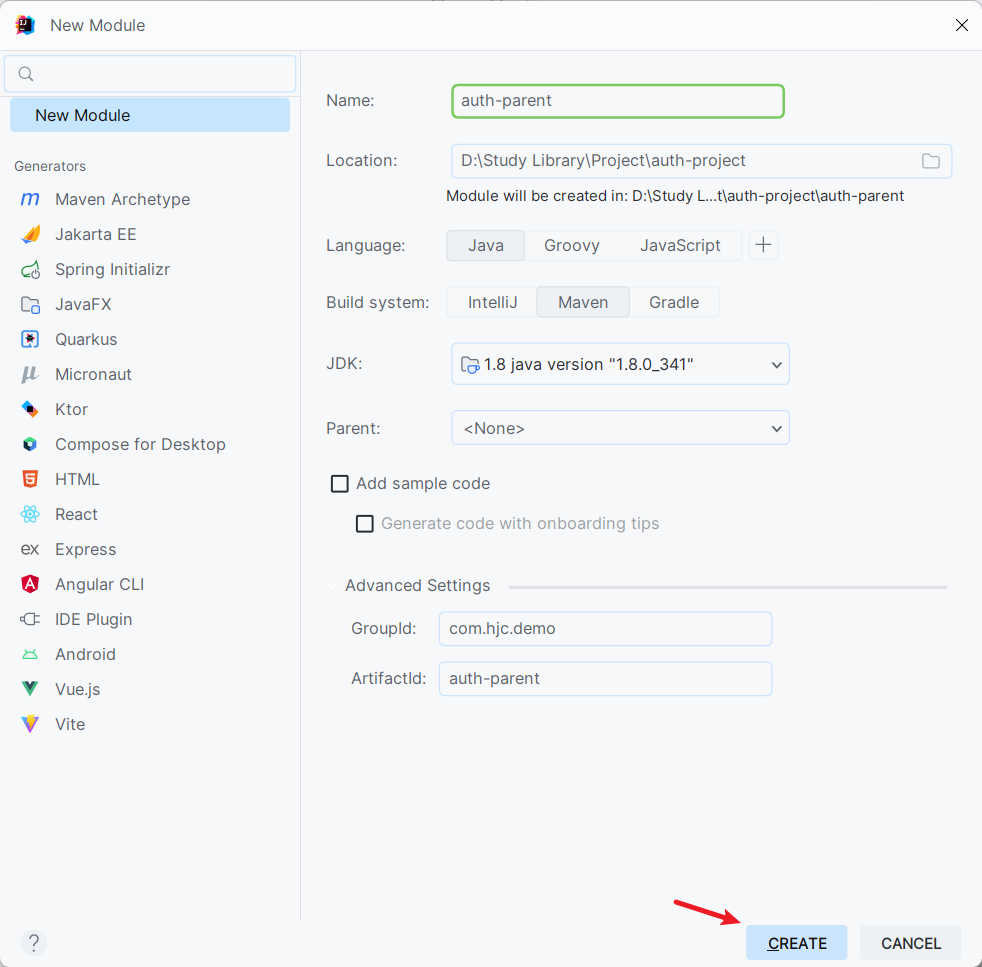 New Module
New Module
Generators
Maven Archetype
Jakarta EE
Spring Initializr
JavaFX
Quarkus
Micronaut
Ktor
Compose for Desktop
HTML
React
ex Express
Angular CLI
IDE Plugin
Android
Vue.js
Vite
Name: auth-parent
Location: D:\Study Library\Project\auth-project
Module will be created in: D:\Study L...t\auth-project\auth-parent
Language: Java Groovy JavaScript
Build system: IntelliJ Maven Gradle
JDK: 1.8 java version "1.8.0_341"
Parent: <None>
Add sample code
Generate code with onboarding tips
Advanced Settings
GroupId: com.hjc.demo
ArtifactId: auth-parent
? CREATE CANCEL